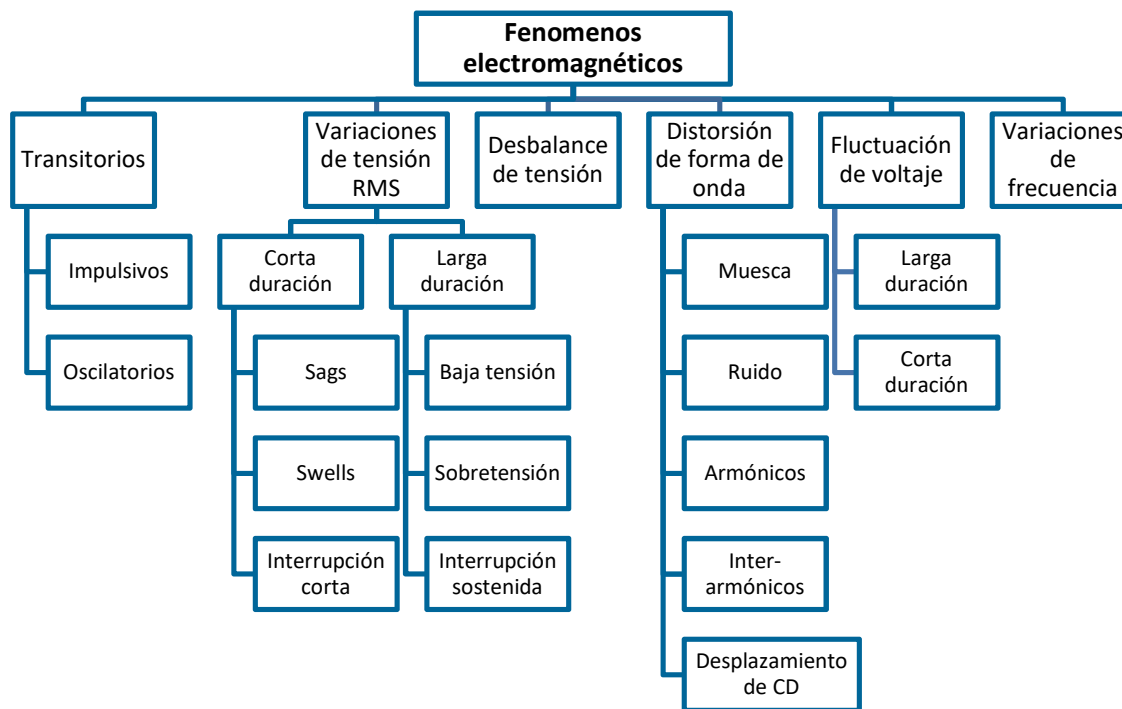 Fenomenos
electromagnéticos
Transitorios
Variaciones
de tensión
RMS
Desbalance
de tensión
Distorsión
de forma de
onda
Fluctuación
de voltaje
Variaciones
de
frecuencia
Impulsivos
Oscilatorios
Corta
duración
Sags
Swells
Interrupción
corta
Larga
duración
Baja tensión
Sobretensión
Interrupción
sostenida
Muesca
Ruido
Armónicos
Inter-
armónicos
Desplazamiento
de CD
Larga
duración
Corta
duración